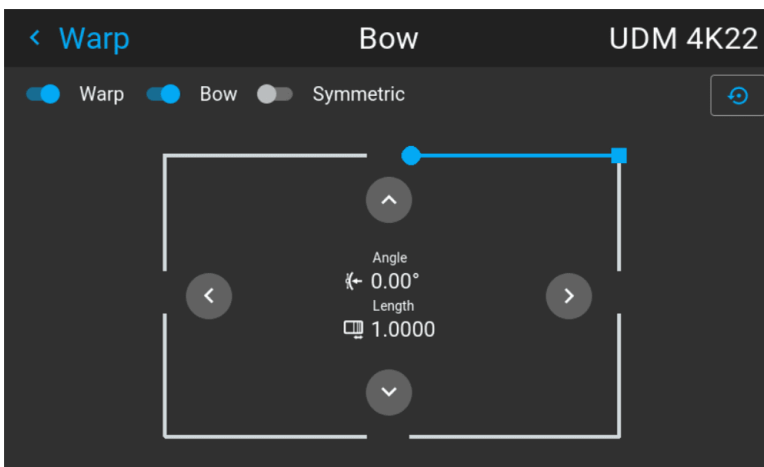 Warp Bow UDM 4K22
Warp Bow Symmetric
Angle
0.00°
Length
1.0000